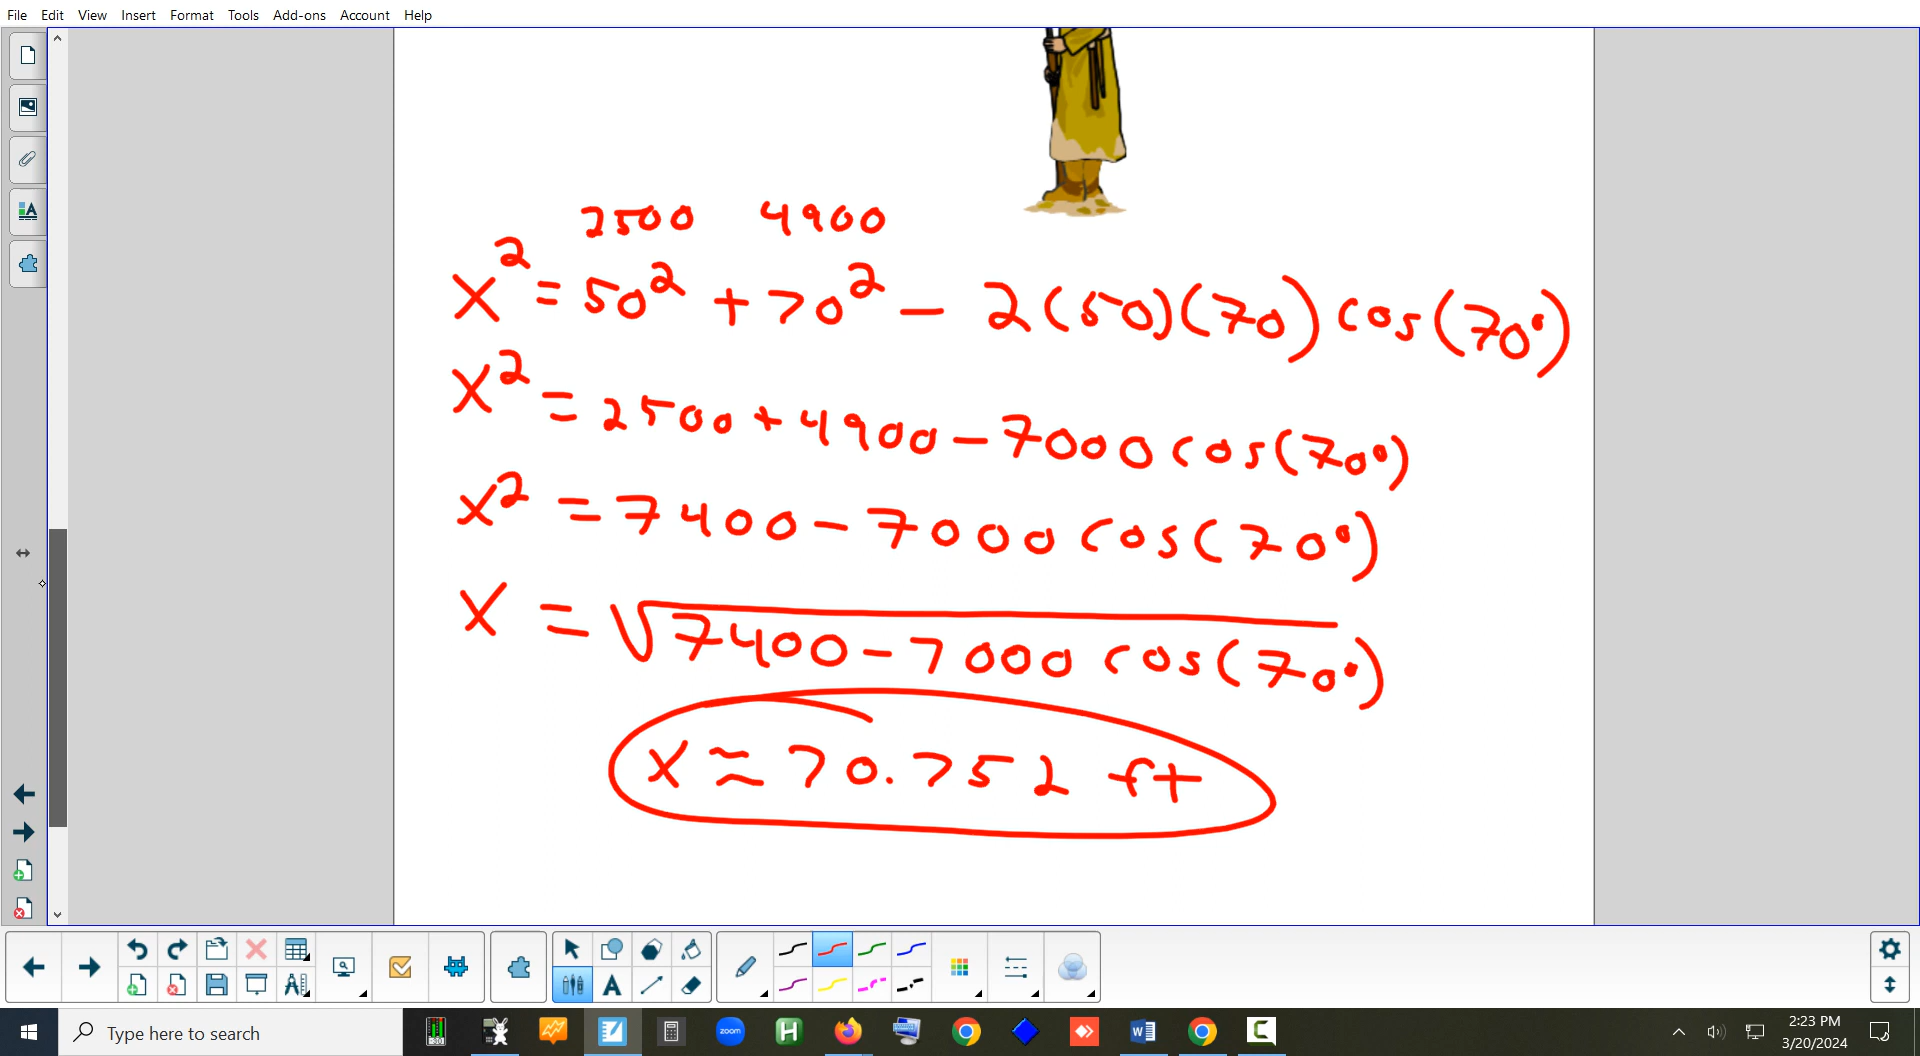 File Edit View Insert Format Tools Add-ons Account Help
2500 4900
x² = 50² + 70² - 2(50)(70) cos(70°)
x² = 2500 + 4900 - 7000 cos(70°)
x² = 7400 - 7000 cos(70°)
x = √7400 - 7000 cos(70°)
x ≈ 70.752 ft
Type here to search
zoom
2:23 PM
3/20/2024